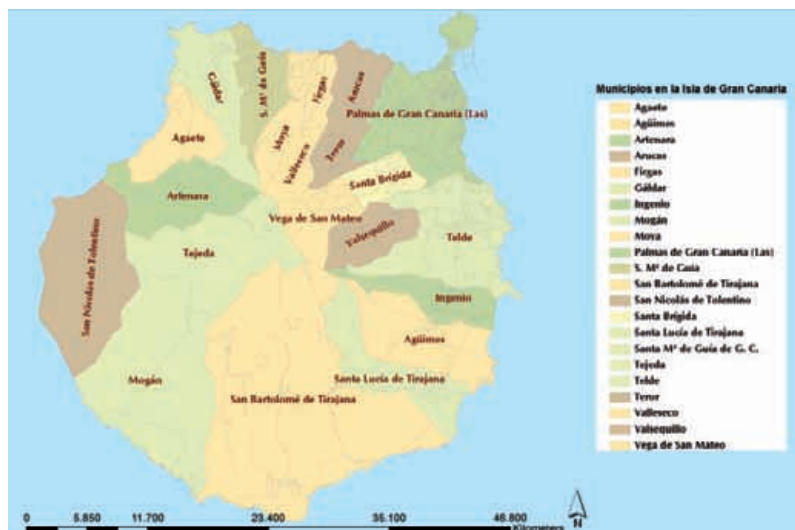 Gáldar
S. Mª de Guía
Firgas
Arucas
Palmas de Gran Canaria (Las)
Agaete
Moya
Valleseco
Teror
Santa Brígida
Artenara
Vega de San Mateo
Valsequillo
Telde
Tejeda
San Nicolás de Tolentino
Ingenio
Agüimes
Mogán
Santa Lucía de Tirajana
San Bartolomé de Tirajana
Municipios en la Isla de Gran Canaria
Agaete
Agüimes
Artenara
Arucas
Firgas
Gáldar
Ingenio
Mogán
Moya
Palmas de Gran Canaria (Las)
S. Mª de Guía
San Bartolomé de Tirajana
San Nicolás de Tolentino
Santa Brígida
Santa Lucía de Tirajana
Santa Mª de Guía de G. C.
Tejeda
Telde
Teror
Valleseco
Valsequillo
Vega de San Mateo
0 5.850 11.700 23.400 35.100 46.800
Kilometers
N